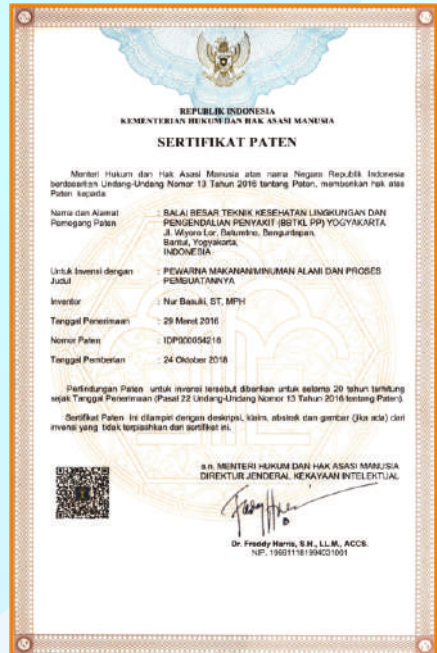 REPUBLIK INDONESIA
KEMENTERIAN HUKUM DAN HAK ASASI MANUSIA
SERTIFIKAT PATEN
Menteri Hukum dan Hak Asasi Manusia atas nama Negara Republik Indonesia
berdasarkan Undang-Undang Nomor 13 Tahun 2016 tentang Paten, memberikan hak atas
Paten kepada:
Nama dan Alamat : BALAI BESAR TEKNIK KESEHATAN LINGKUNGAN DAN
Pemegang Paten PENGENDALIAN PENYAKIT (BBTKL PP) YOGYAKARTA
Jl. Wiyoro Lor, Baturetno, Banguntapan,
Bantul, Yogyakarta,
INDONESIA
Untuk Invensi dengan : PEWARNA MAKANAN/MINUMAN ALAMI DAN PROSES
Judul PEMBUATANNYA
Inventor : Nur Basuki, ST, MPH
Tanggal Penerimaan : 29 Maret 2016
Nomor Paten : IDP000054216
Tanggal Pemberian : 24 Oktober 2018
Perlindungan Paten untuk invensi tersebut diberikan untuk selama 20 tahun terhitung
sejak Tanggal Penerimaan (Pasal 22 Undang-Undang Nomor 13 Tahun 2016 tentang Paten).
Sertifikat Paten ini dilampiri dengan deskripsi, klaim, abstrak dan gambar (jika ada) dari
invensi yang tidak terpisahkan dari sertifikat ini.
a.n. MENTERI HUKUM DAN HAK ASASI MANUSIA
DIREKTUR JENDERAL KEKAYAAN INTELEKTUAL
Dr. Freddy Harris, S.H., LL.M., ACCS.
NIP. 196611181994031001